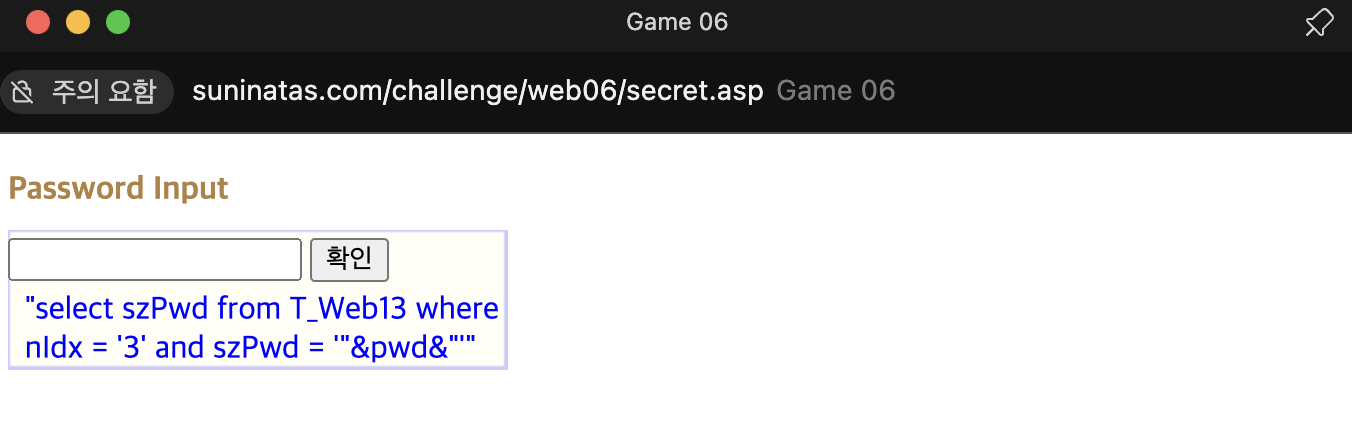 Game 06
주의 요함 suninatas.com/challenge/web06/secret.asp Game 06
Password Input
확인
"select szPwd from T_Web13 where
nIdx = '3' and szPwd = '"&pwd&"'"